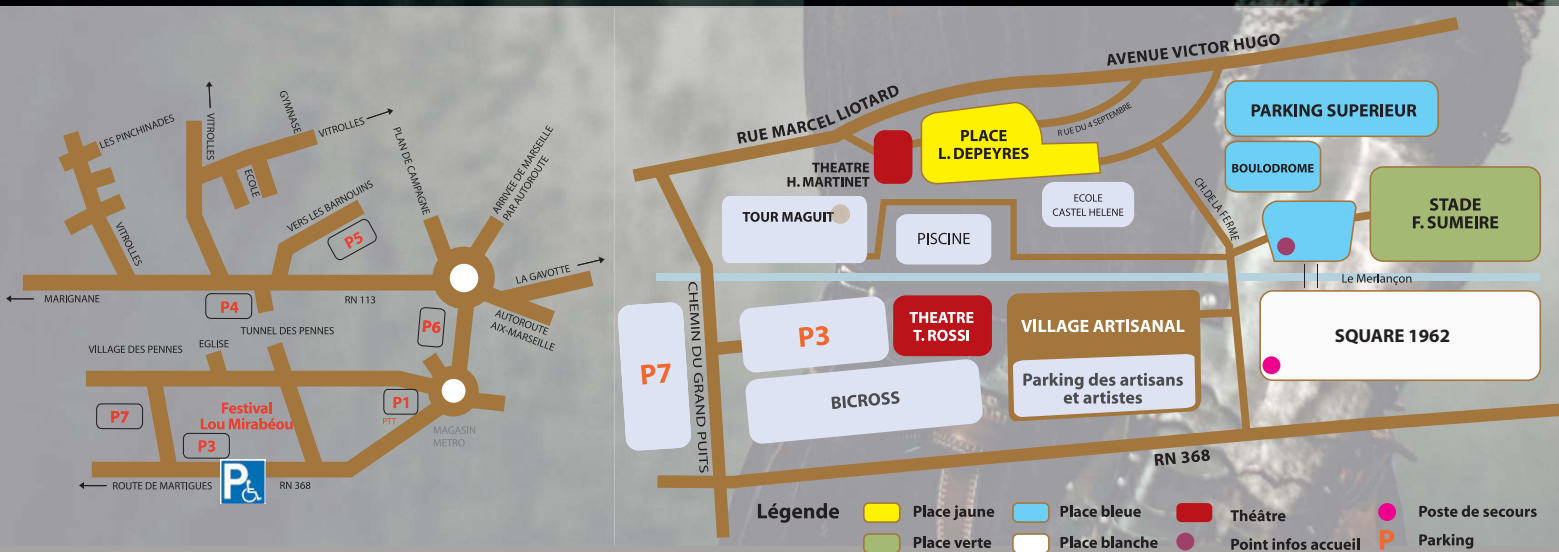 LES PINCHINADES
VITROLLES
GYMNASE
VITROLLES
ECOLE
PLAN DE CAMPAGNE
ARRIVÉE DE MARSEILLE
PAR AUTOROUTE
VERS LES BARNOUINS
P5
VITROLLES
LA GAVOTTE
MARIGNANE
P4
RN 113
P6
AUTOROUTE
AIX-MARSEILLE
TUNNEL DES PENNES
VILLAGE DES PENNES
EGLISE
P7
Festival
Lou Mirabéou
P1
PTT
P3
MAGASIN
METRO
ROUTE DE MARTIGUES
P
RN 368
AVENUE VICTOR HUGO
RUE MARCEL LIOTARD
RUE DU 4 SEPTEMBRE
PLACE
L. DEPEYRES
THEATRE
H. MARTINET
PARKING SUPERIEUR
BOULODROME
CH. DE LA FERME
ECOLE
CASTEL HELENE
TOUR MAGUIT
PISCINE
STADE
F. SUMEIRE
Le Merlançon
CHEMIN DU GRAND PUITS
P7
P3
THEATRE
T. ROSSI
VILLAGE ARTISANAL
Parking des artisans
et artistes
BICROSS
SQUARE 1962
RN 368
Légende
Place jaune
Place bleue
Théâtre
Poste de secours
Place verte
Place blanche
Point infos accueil
P Parking